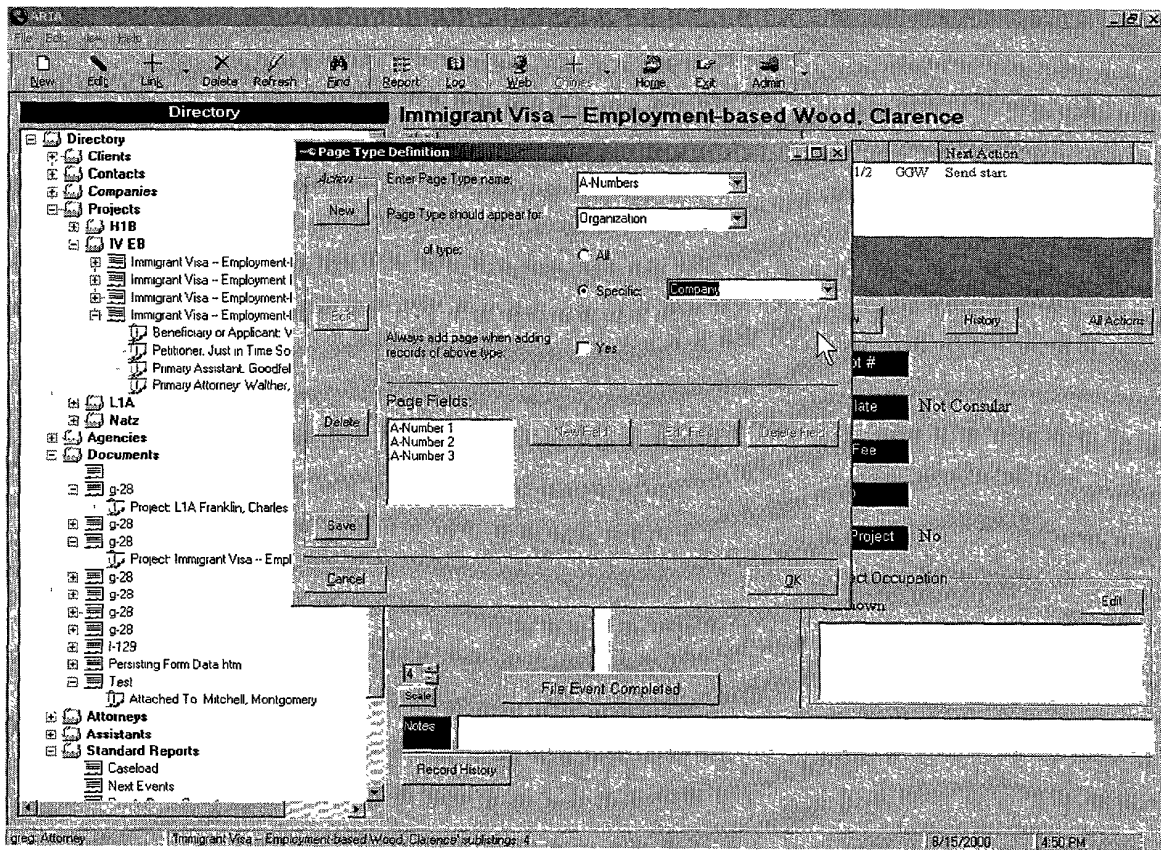 ARIA
File Edit View Help
New Edit Link Delete Refresh Find Report Log Web Home Exit Admin
Directory
Immigrant Visa -- Employment-based Wood, Clarence
Directory
Clients
Contacts
Companies
Projects
H1B
IV EB
Immigrant Visa -- Employment-I
Immigrant Visa -- Employment I
Immigrant Visa -- Employment-I
Immigrant Visa -- Employment-I
Beneficiary or Applicant: V
Petitioner. Just in Time So
Primary Assistant. Goodfel
Primary Attorney Walther,
L1A
Natz
Agencies
Documents
g-28
Project: L1A Franklin, Charles
g-28
g-28
Project: Immigrant Visa -- Empl
g-28
g-28
g-28
g-28
I-129
Persisting Form Data htm
Test
Attached To Mitchell, Montgomery
Attorneys
Assistants
Standard Reports
Caseload
Next Events
Page Type Definition
Action
New
Edit
Delete
Save
Enter Page Type name: A-Numbers
Page Type should appear for: Organization
of type: All
Specific: Company
Always add page when adding
records of above type: Yes
Page Fields:
A-Number 1
A-Number 2
A-Number 3
New Field Edit Field Delete Field
Cancel OK
Next Action
1/2 GGW Send start
History All Actions
ot #
late Not Consular
Fee
Project No
ct Occupation
nown
Edit
4
Scale
File Event Completed
Notes
Record History
greg: Attorney 'Immigrant Visa -- Employment-based Wood, Clarence' sublistings: 4 8/15/2000 4:50 PM